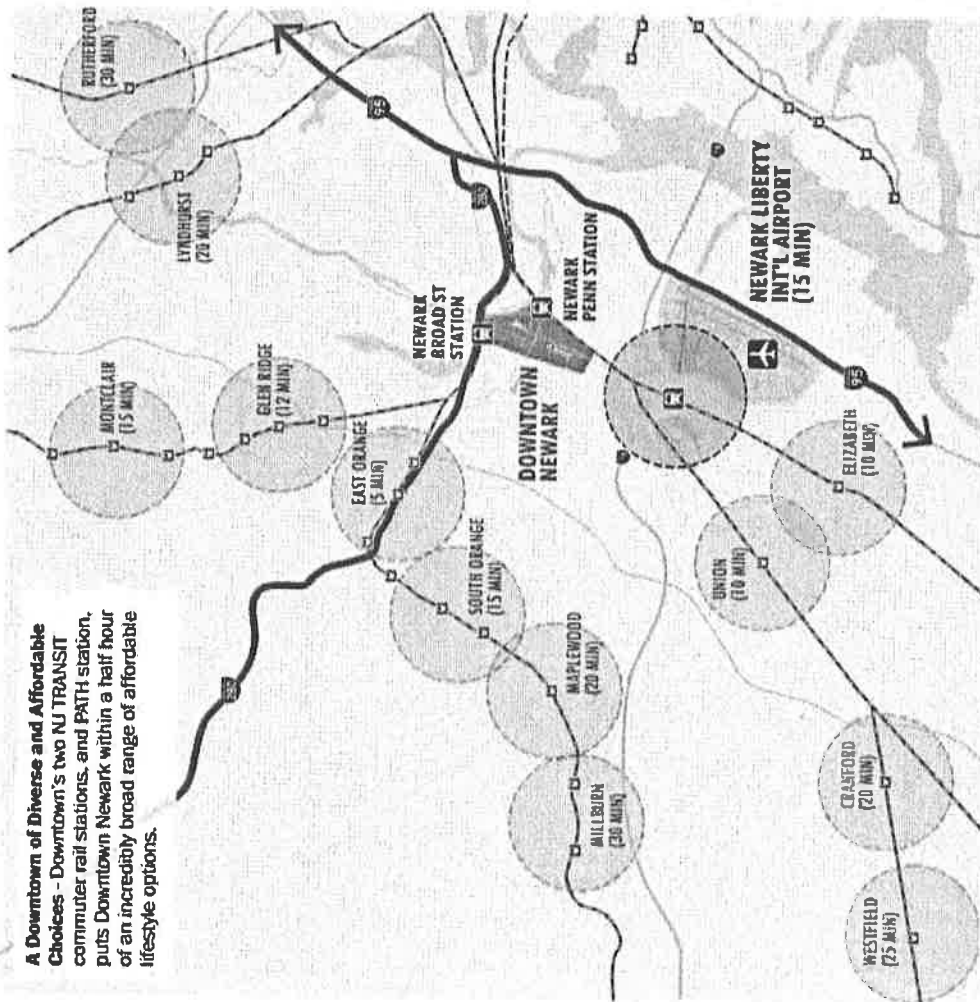 A Downtown of Diverse and Affordable
Choices - Downtown's two NJ TRANSIT
commuter rail stations, and PATH station,
puts Downtown Newark within a half hour
of an incredibly broad range of affordable
lifestyle options.
RUTHERFORD
(30 MIN)
LYNDHURST
(20 MIN)
MONTCLAIR
(15 MIN)
GLEN RIDGE
(12 MIN)
EAST ORANGE
(5 MIN)
SOUTH ORANGE
(15 MIN)
MAPLEWOOD
(20 MIN)
MILLBURN
(30 MIN)
NEWARK
BROAD ST
STATION
NEWARK
PENN STATION
DOWNTOWN
NEWARK
NEWARK LIBERTY
INT'L AIRPORT
(15 MIN)
ELIZABETH
(10 MIN)
UNION
(10 MIN)
CRANFORD
(20 MIN)
WESTFIELD
(25 MIN)
95
95